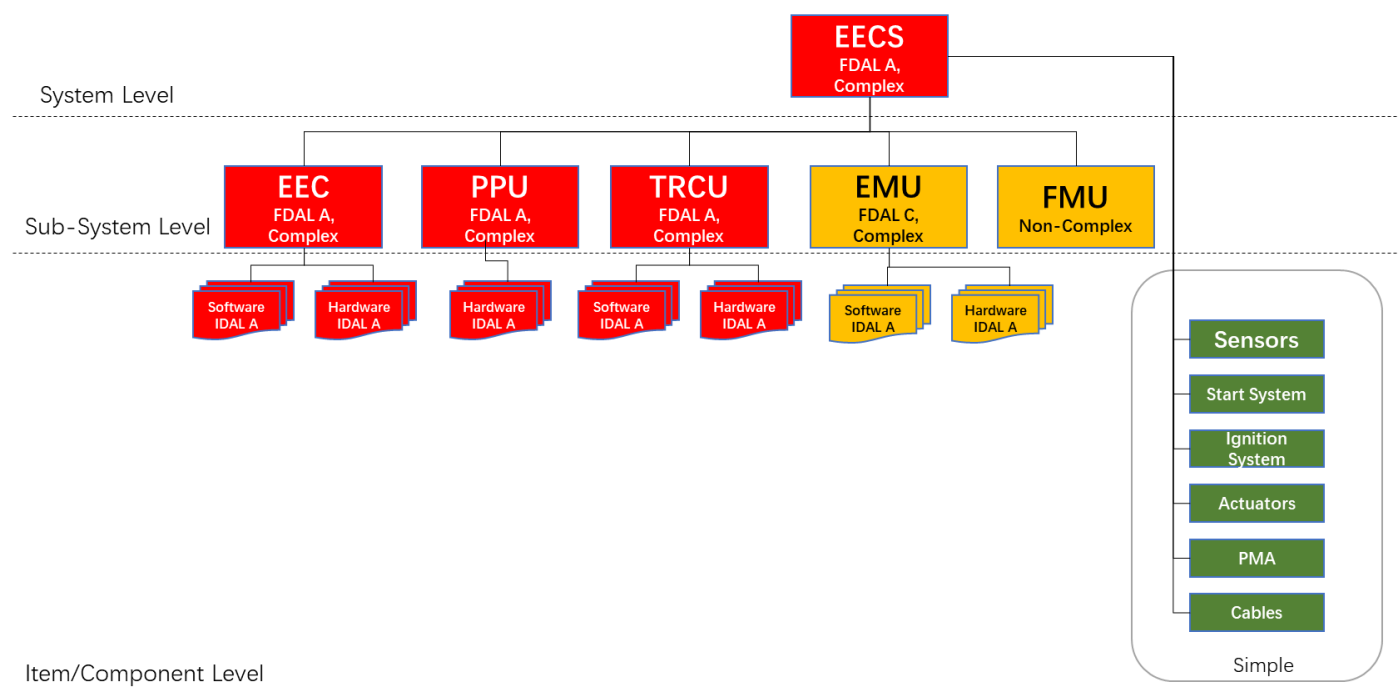 EECS
FDAL A,
Complex
System Level
EEC
FDAL A,
Complex
PPU
FDAL A,
Complex
TRCU
FDAL A,
Complex
EMU
FDAL C,
Complex
FMU
Non-Complex
Sub-System Level
Software
IDAL A
Hardware
IDAL A
Hardware
IDAL A
Software
IDAL A
Hardware
IDAL A
Software
IDAL A
Hardware
IDAL A
Sensors
Start System
Ignition
System
Actuators
PMA
Cables
Simple
Item/Component Level